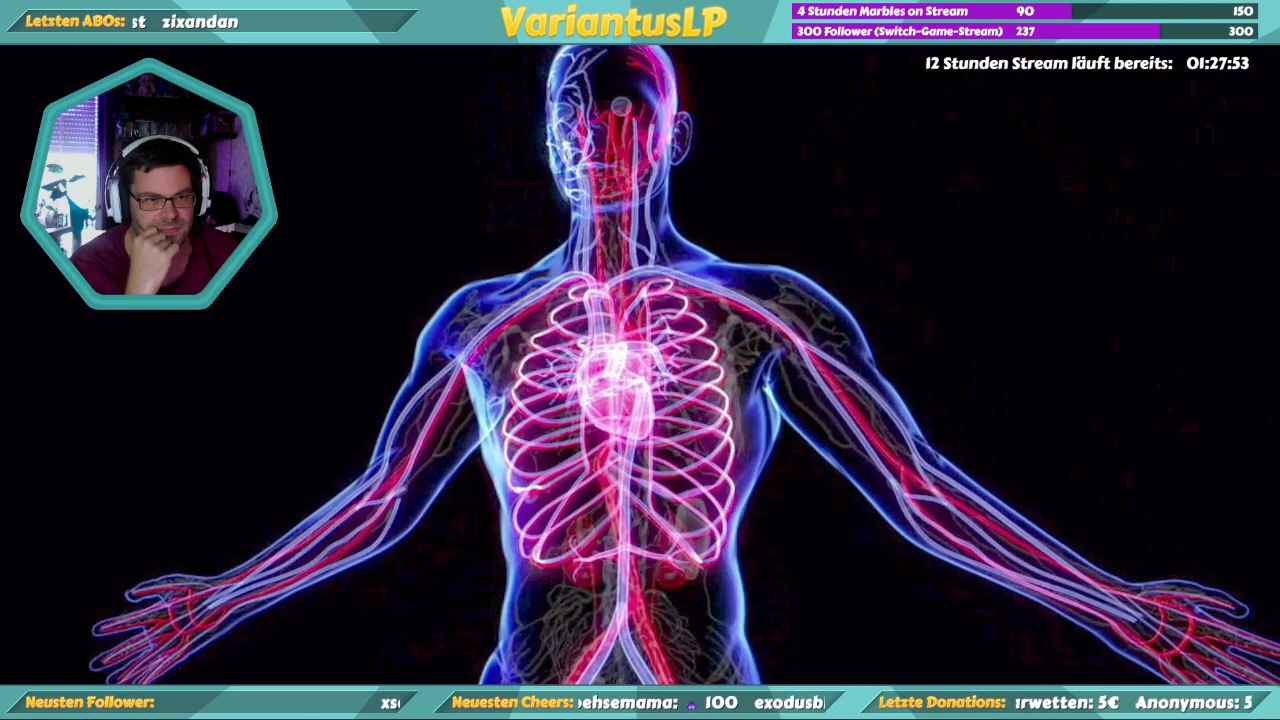 Letzten ABOs: st zixandan
VariantusLP
4 Stunden Marbles on Stream 90 150
300 Follower (Switch-Game-Stream) 237 300
12 Stunden Stream läuft bereits: 01:27:53
Neusten Follower: xs
Neuesten Cheers: ehsemama: 100 exodusb
Letzte Donations: rwetten: 5€ Anonymous: 5